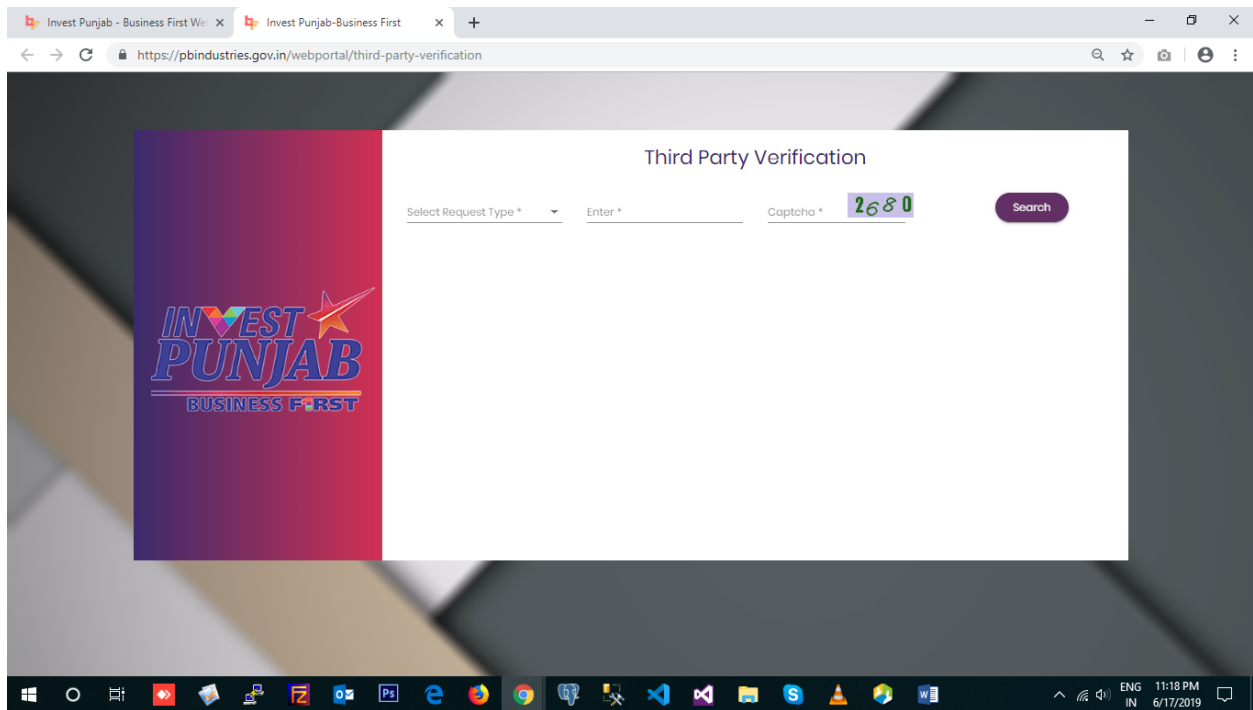 Invest Punjab - Business First We
Invest Punjab-Business First
https://pbindustries.gov.in/webportal/third-party-verification
Third Party Verification
Select Request Type *
Enter *
Captcha *
2680
Search
INVEST
PUNJAB
BUSINESS FIRST
ENG
IN
11:18 PM
6/17/2019